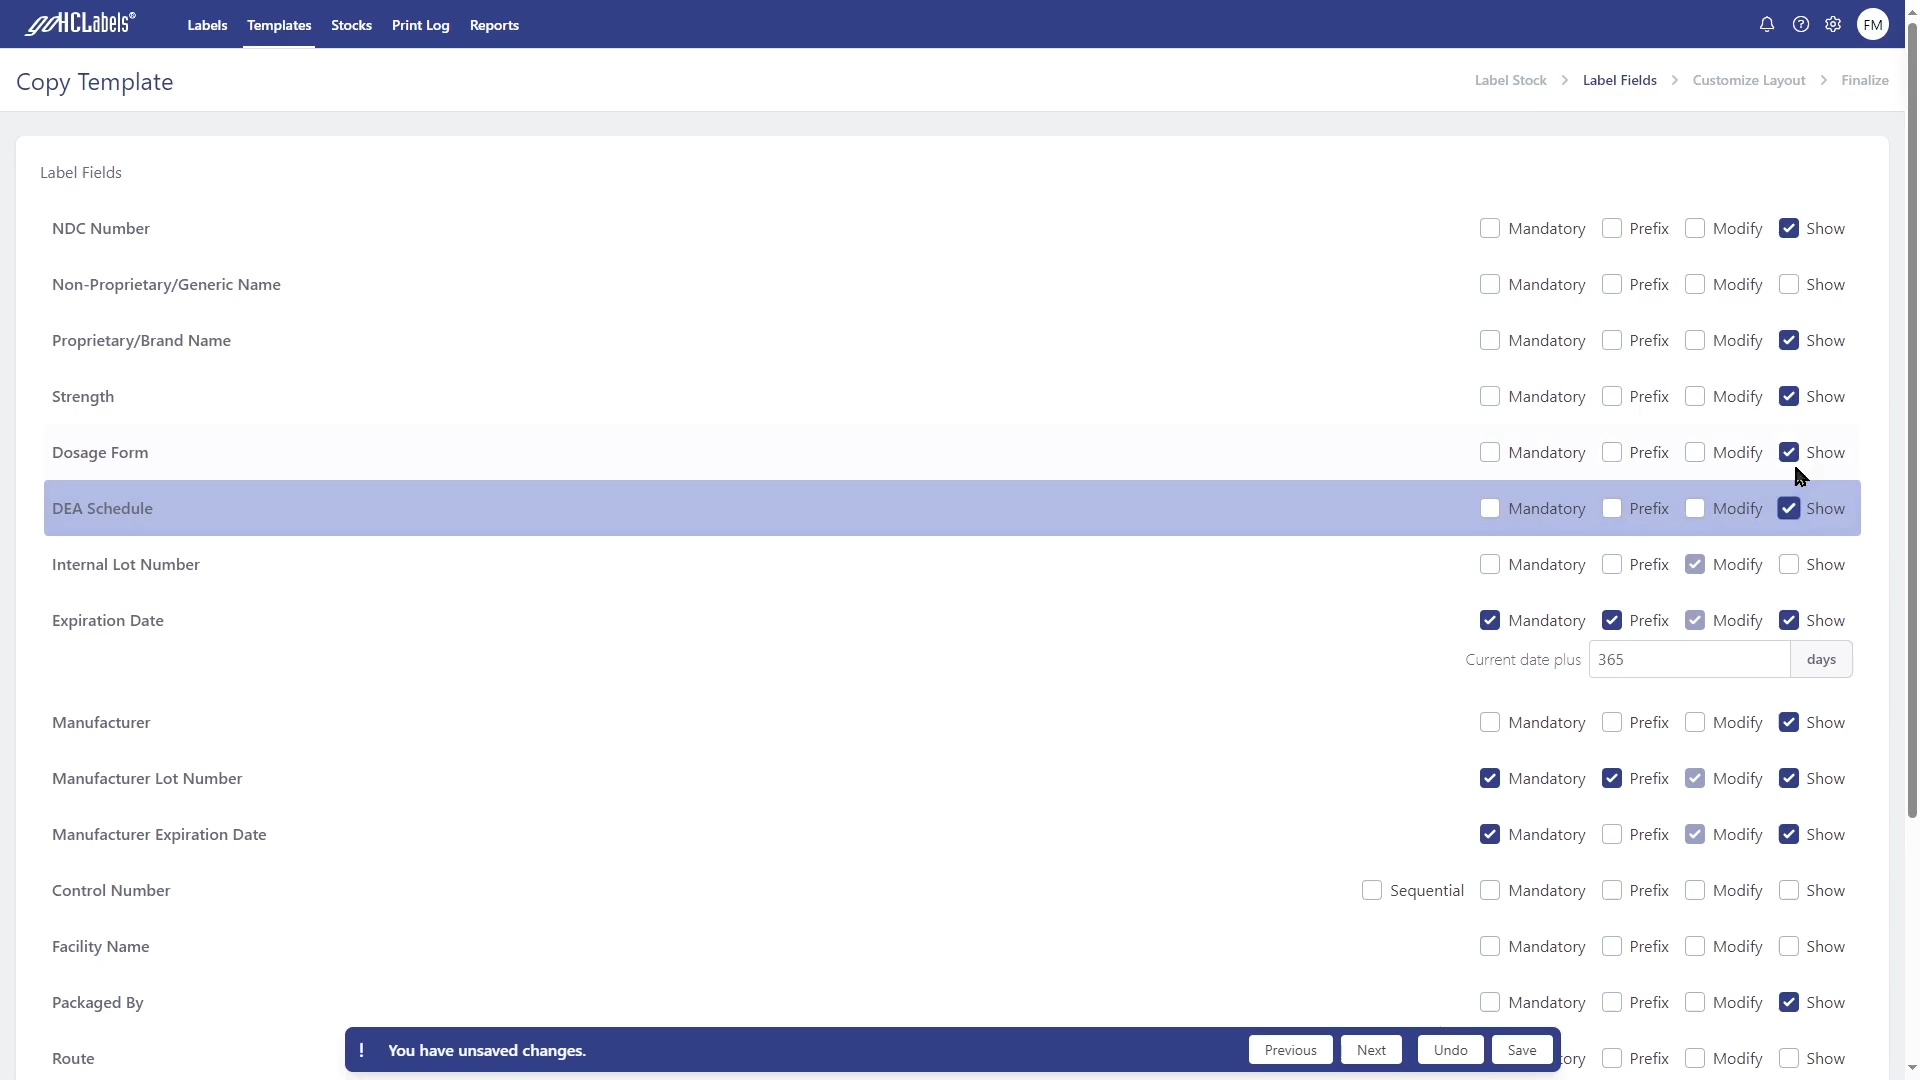 HCLabels® Labels Templates Stocks Print Log Reports FM
Copy Template Label Stock > Label Fields > Customize Layout > Finalize
Label Fields
NDC Number Mandatory Prefix Modify Show
Non-Proprietary/Generic Name Mandatory Prefix Modify Show
Proprietary/Brand Name Mandatory Prefix Modify Show
Strength Mandatory Prefix Modify Show
Dosage Form Mandatory Prefix Modify Show
DEA Schedule Mandatory Prefix Modify Show
Internal Lot Number Mandatory Prefix Modify Show
Expiration Date Mandatory Prefix Modify Show
Current date plus 365 days
Manufacturer Mandatory Prefix Modify Show
Manufacturer Lot Number Mandatory Prefix Modify Show
Manufacturer Expiration Date Mandatory Prefix Modify Show
Control Number Sequential Mandatory Prefix Modify Show
Facility Name Mandatory Prefix Modify Show
Packaged By Mandatory Prefix Modify Show
! You have unsaved changes. Previous Next Undo Save
Route Prefix Modify Show